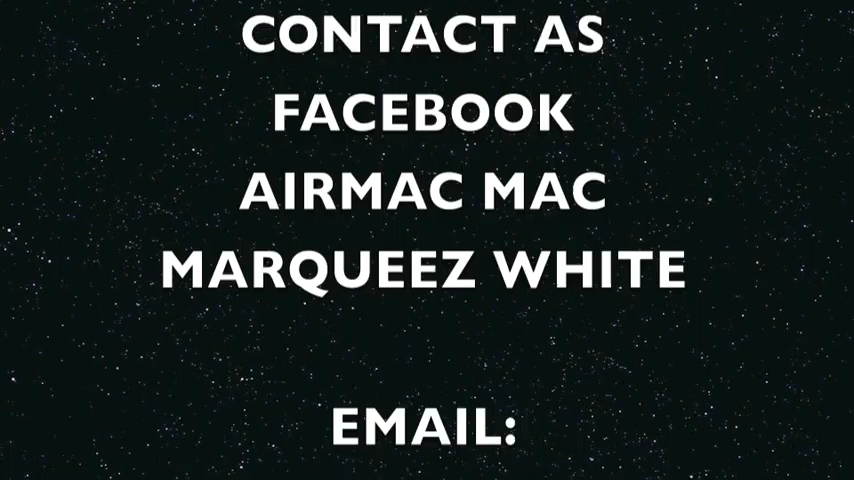 CONTACT AS
FACEBOOK
AIRMAC MAC
MARQUEEZ WHITE
EMAIL: